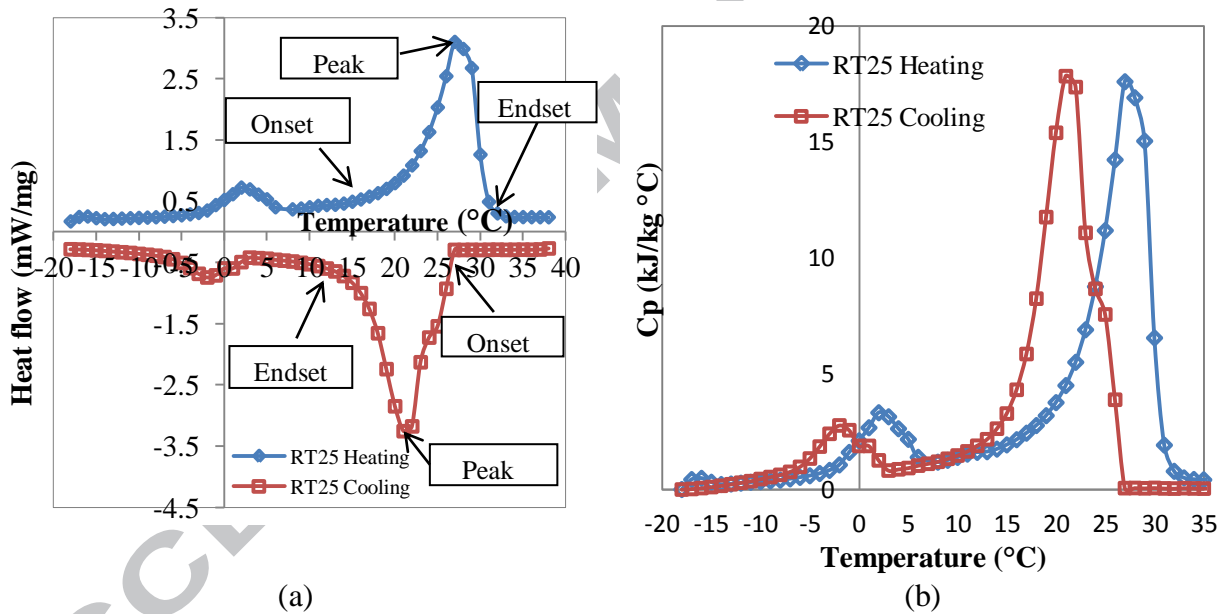 3.5
2.5
1.5
0.5
-0.5
-1.5
-2.5
-3.5
-4.5
-20 -15 -10 -5 0 5 10 15 20 25 30 35 40
Heat flow (mW/mg)
Temperature (°C)
Peak
Onset
Endset
Endset
Onset
Peak
RT25 Heating
RT25 Cooling
(a)
20
15
10
5
0
-20 -15 -10 -5 0 5 10 15 20 25 30 35
Cp (kJ/kg °C)
Temperature (°C)
RT25 Heating
RT25 Cooling
(b)